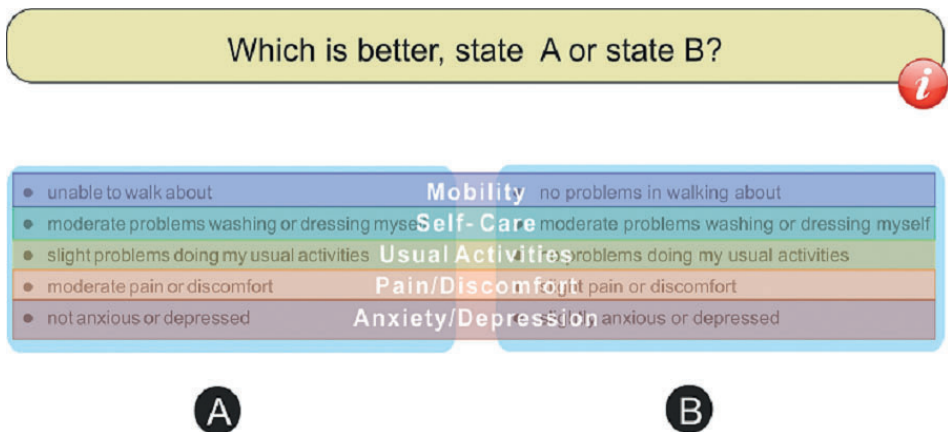 Which is better, state A or state B?
i
• unable to walk about Mobility • no problems in walking about
• moderate problems washing or dressing myself Self-Care • moderate problems washing or dressing myself
• slight problems doing my usual activities Usual Activities problems doing my usual activities
• moderate pain or discomfort Pain/Discomfort • slight pain or discomfort
• not anxious or depressed Anxiety/Depression • slightly anxious or depressed
A B